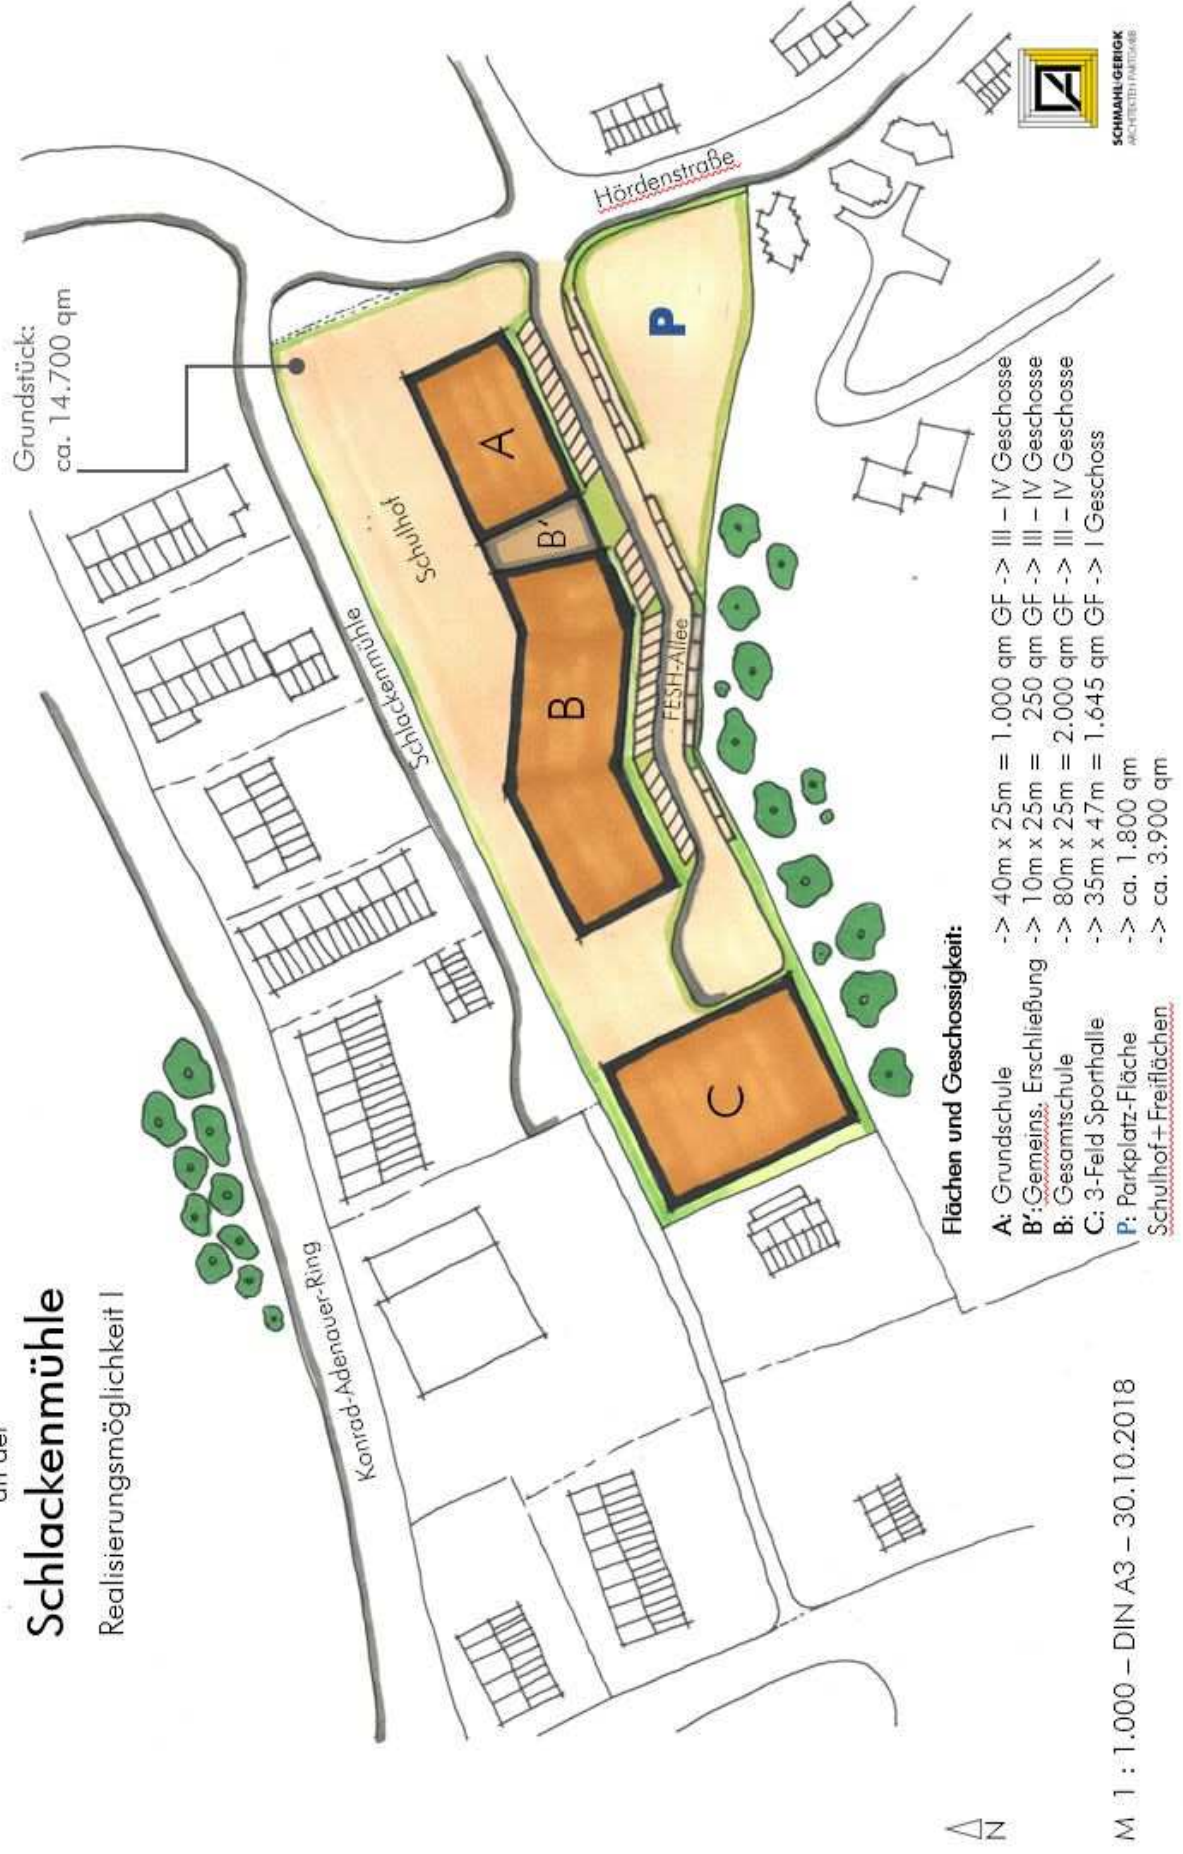 an der
Schlackenmühle
Realisierungsmöglichkeit I
Grundstück:
ca. 14.700 qm
Konrad-Adenauer-Ring
Schlackenmühle
Schulhof
Hördenstraße
FESH-Allee
A
B'
B
C
P
Flächen und Geschossigkeit:
A: Grundschule -> 40m x 25m = 1.000 qm GF -> III – IV Geschosse
B': Gemeins. Erschließung -> 10m x 25m = 250 qm GF -> III – IV Geschosse
B: Gesamtschule -> 80m x 25m = 2.000 qm GF -> III – IV Geschosse
C: 3-Feld Sporthalle -> 35m x 47m = 1.645 qm GF -> I Geschoss
P: Parkplatz-Fläche -> ca. 1.800 qm
Schulhof+Freiflächen -> ca. 3.900 qm
N
M 1 : 1.000 – DIN A3 – 30.10.2018
SCHMAHL+GERIGK
ARCHITEKTEN PARTGMBB